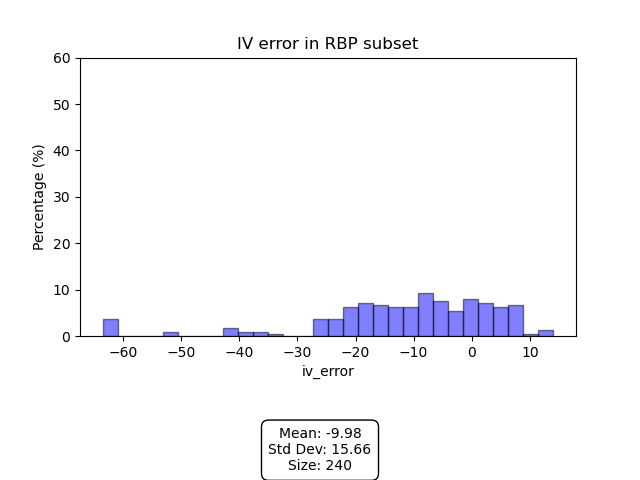 IV error in RBP subset
60
50
40
30
20
10
0
Percentage (%)
−60
−50
−40
−30
−20
−10
0
10
iv_error
Mean: -9.98
Std Dev: 15.66
Size: 240